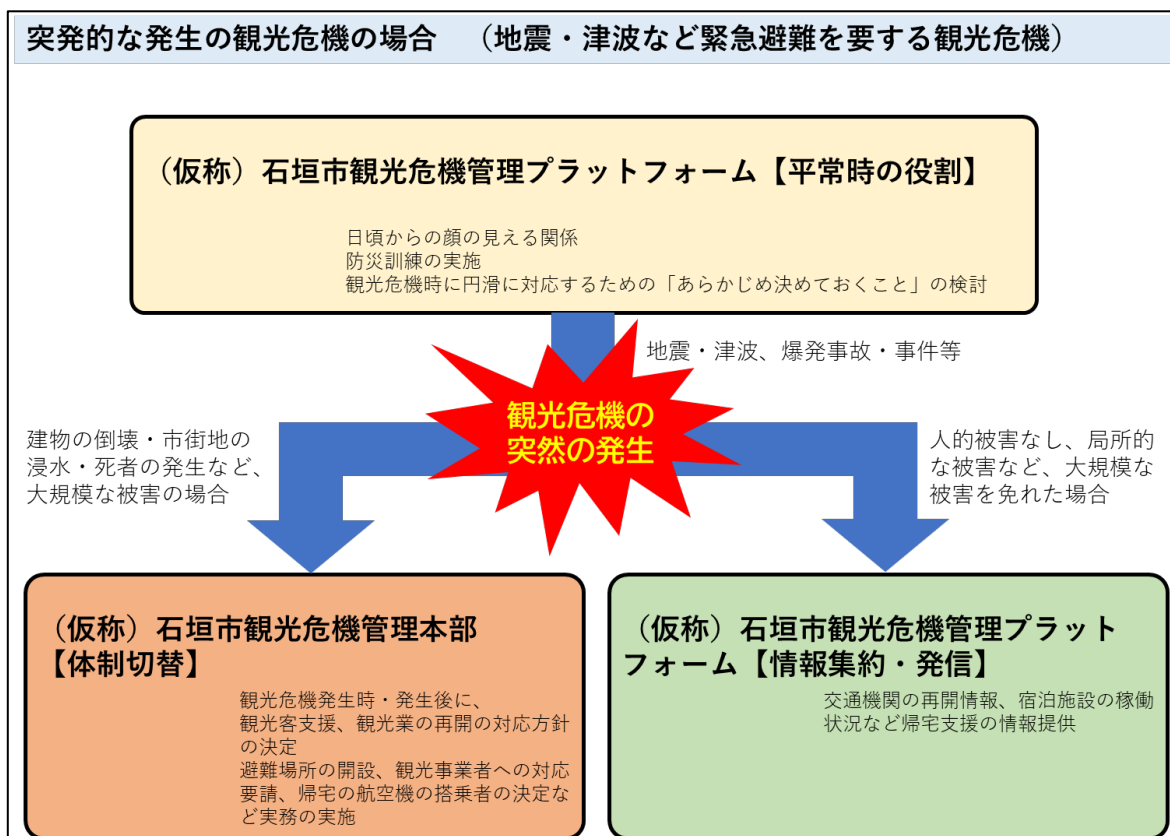 突発的な発生の観光危機の場合　（地震・津波など緊急避難を要する観光危機）
（仮称）石垣市観光危機管理プラットフォーム【平常時の役割】
日頃からの顔の見える関係
防災訓練の実施
観光危機時に円滑に対応するための「あらかじめ決めておくこと」の検討
地震・津波、爆発事故・事件等
観光危機の
突然の発生
建物の倒壊・市街地の
浸水・死者の発生など、
大規模な被害の場合
人的被害なし、局所的
な被害など、大規模な
被害を免れた場合
（仮称）石垣市観光危機管理本部
【体制切替】
観光危機発生時・発生後に、
観光客支援、観光業の再開の対応方針
の決定
避難場所の開設、観光事業者への対応
要請、帰宅の航空機の搭乗者の決定な
ど実務の実施
（仮称）石垣市観光危機管理プラット
フォーム【情報集約・発信】
交通機関の再開情報、宿泊施設の稼働
状況など帰宅支援の情報提供